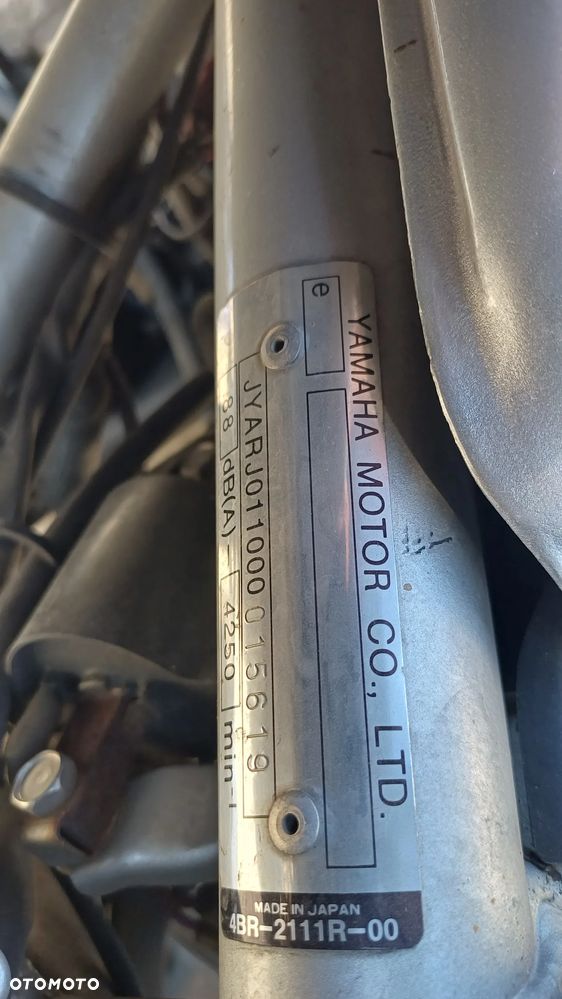 YAMAHA MOTOR CO., LTD.
e
JYARJ011000015619
88 dB(A) 4250 min⁻¹
MADE IN JAPAN
4BR-2111R-00
OTOMOTO